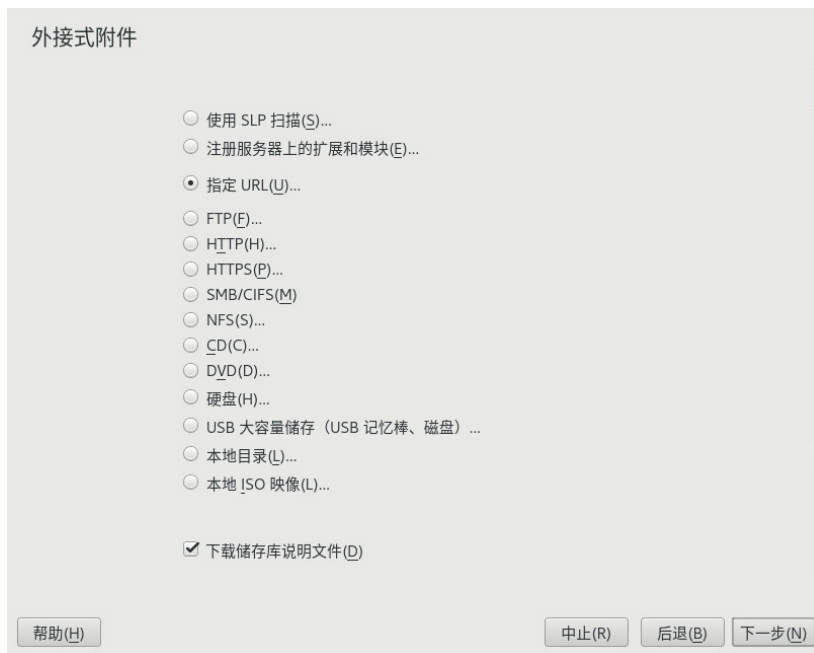 外接式附件
使用 SLP 扫描(S)...
注册服务器上的扩展和模块(E)...
指定 URL(U)...
FTP(F)...
HTTP(H)...
HTTPS(P)...
SMB/CIFS(M)
NFS(S)...
CD(C)...
DVD(D)...
硬盘(H)...
USB 大容量储存（USB 记忆棒、磁盘）...
本地目录(L)...
本地 ISO 映像(L)...
下载储存库说明文件(D)
帮助(H) 中止(R) 后退(B) 下一步(N)